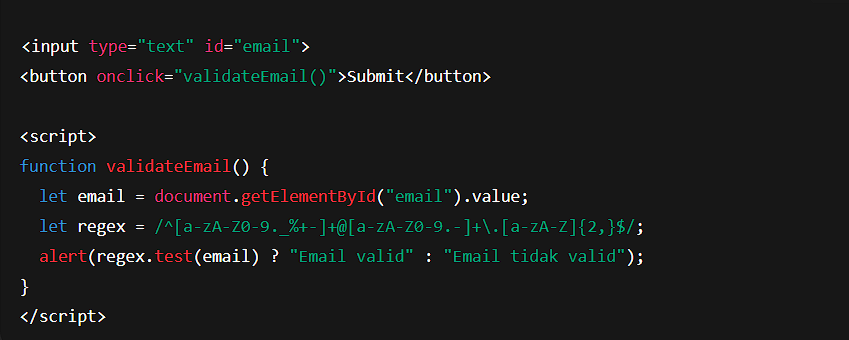 <input type="text" id="email">
<button onclick="validateEmail()">Submit</button>
<script>
function validateEmail() {
let email = document.getElementById("email").value;
let regex = /^[a-zA-Z0-9._%+-]+@[a-zA-Z0-9.-]+\.[a-zA-Z]{2,}$/;
alert(regex.test(email) ? "Email valid" : "Email tidak valid");
}
</script>